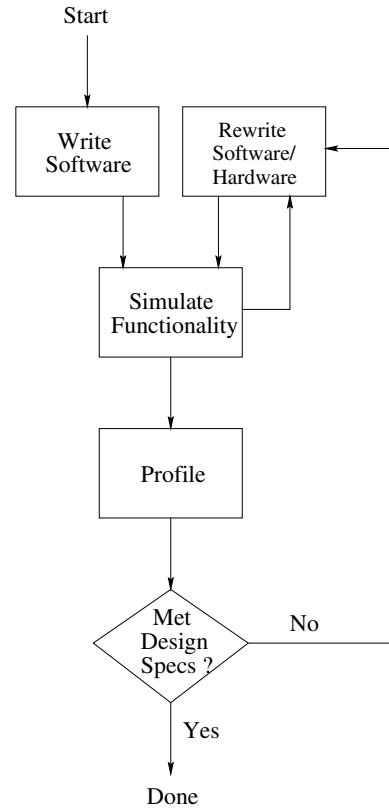 Start
Write
Software
Rewrite
Software/
Hardware
Simulate
Functionality
Profile
Met
Design
Specs ?
No
Yes
Done